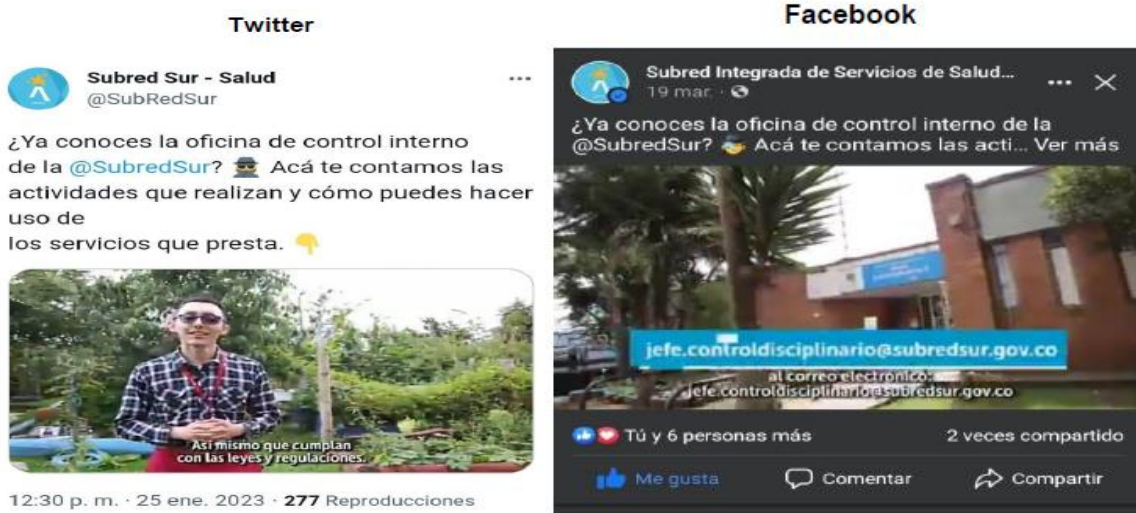 Twitter
Subred Sur - Salud
@SubRedSur
¿Ya conoces la oficina de control interno
de la @SubredSur? Acá te contamos las
actividades que realizan y cómo puedes hacer
uso de
los servicios que presta.
Así mismo que cumplan
con las leyes y regulaciones.
12:30 p. m. · 25 ene. 2023 · 277 Reproducciones
Facebook
Subred Integrada de Servicios de Salud...
19 mar. ·
¿Ya conoces la oficina de control interno de la
@SubredSur? Acá te contamos las acti... Ver más
jefe.controldisciplinario@subredsur.gov.co
al correo electrónico:
jefe.controldisciplinario@subredsur.gov.co
Tú y 6 personas más
2 veces compartido
Me gusta
Comentar
Compartir